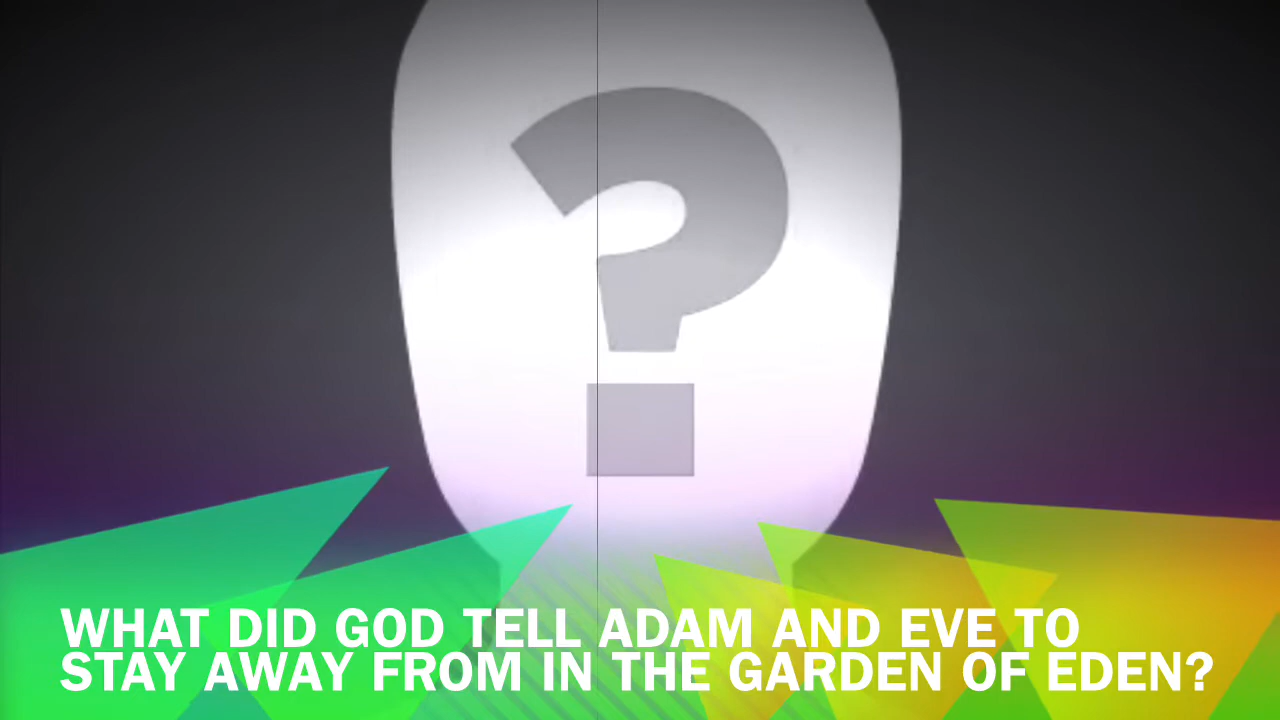 ?
WHAT DID GOD TELL ADAM AND EVE TO
STAY AWAY FROM IN THE GARDEN OF EDEN?